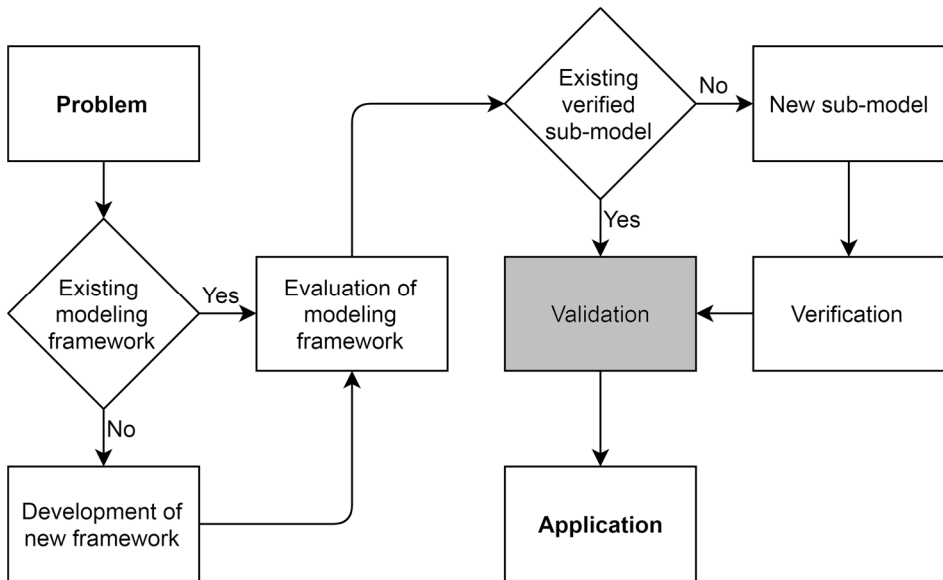 Problem
Existing
modeling
framework
Yes
No
Development of
new framework
Evaluation of
modeling
framework
Existing
verified
sub-model
No
Yes
New sub-model
Verification
Validation
Application